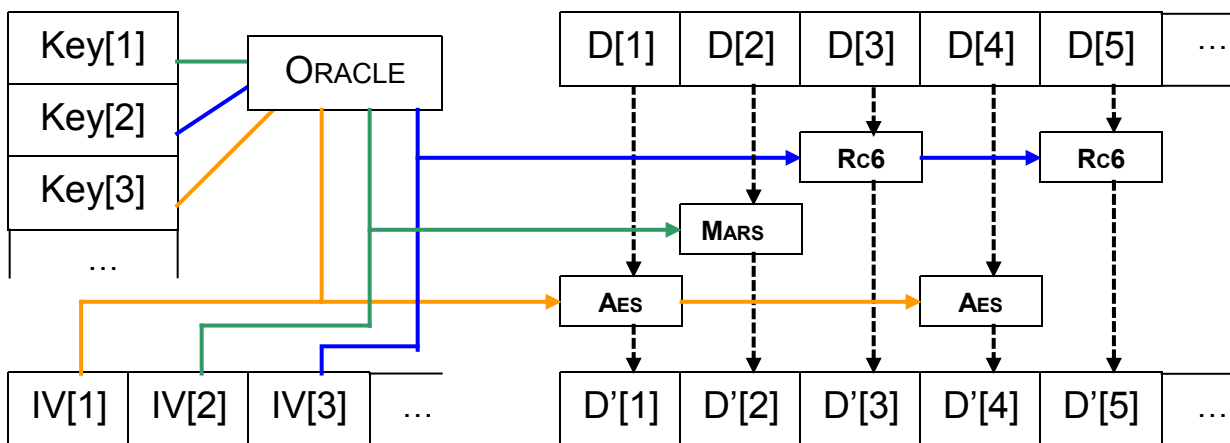 Key[1] ORACLE D[1] D[2] D[3] D[4] D[5] ...
Key[2]
RC6 RC6
Key[3]
MARS
...
AES AES
IV[1] IV[2] IV[3] ... D’[1] D’[2] D’[3] D’[4] D’[5] ...